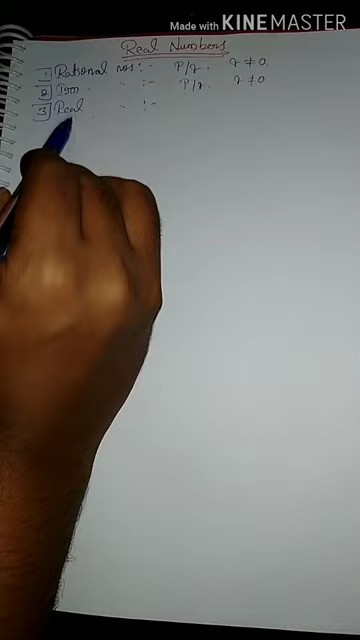 Made with KINEMASTER
Real Numbers
1 Rational nos :- P/q. q ≠ 0.
2 Irr. " :- P/q. q ≠ 0
3 Real " :-